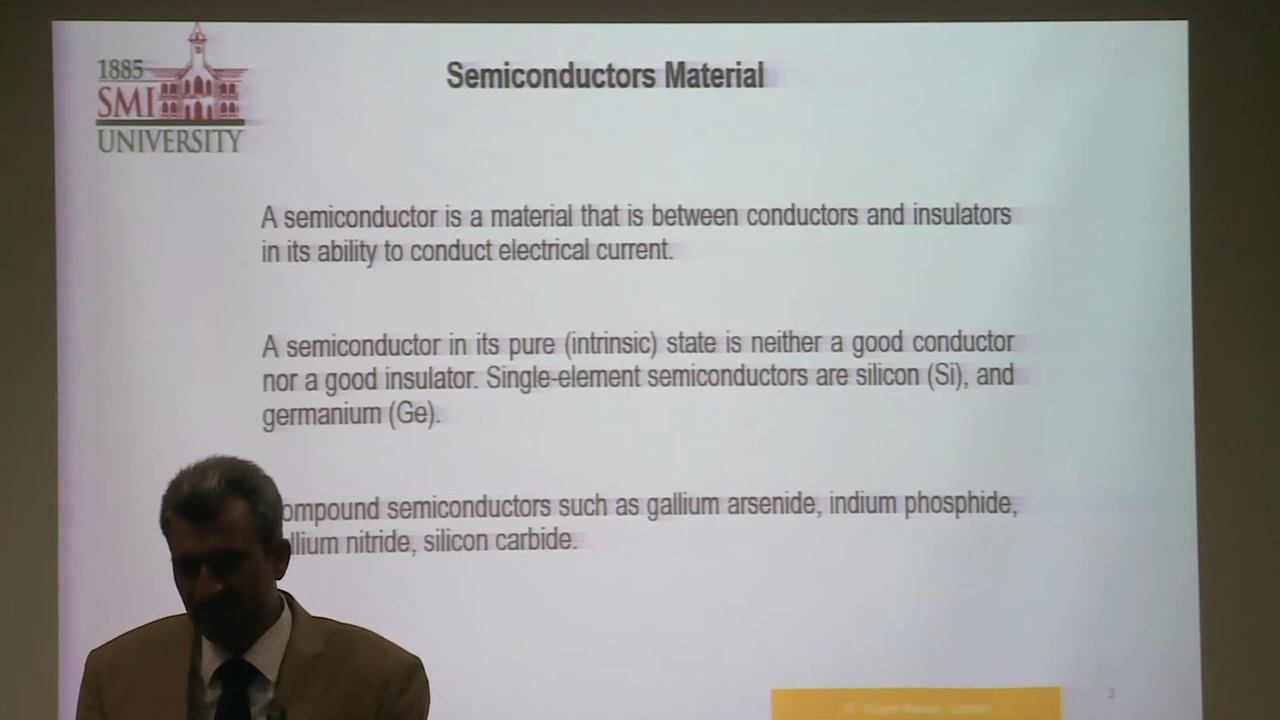 1885
SMI
UNIVERSITY
Semiconductors Material
A semiconductor is a material that is between conductors and insulators
in its ability to conduct electrical current.
A semiconductor in its pure (intrinsic) state is neither a good conductor
nor a good insulator. Single-element semiconductors are silicon (Si), and
germanium (Ge).
ompound semiconductors such as gallium arsenide, indium phosphide,
llium nitride, silicon carbide.
3